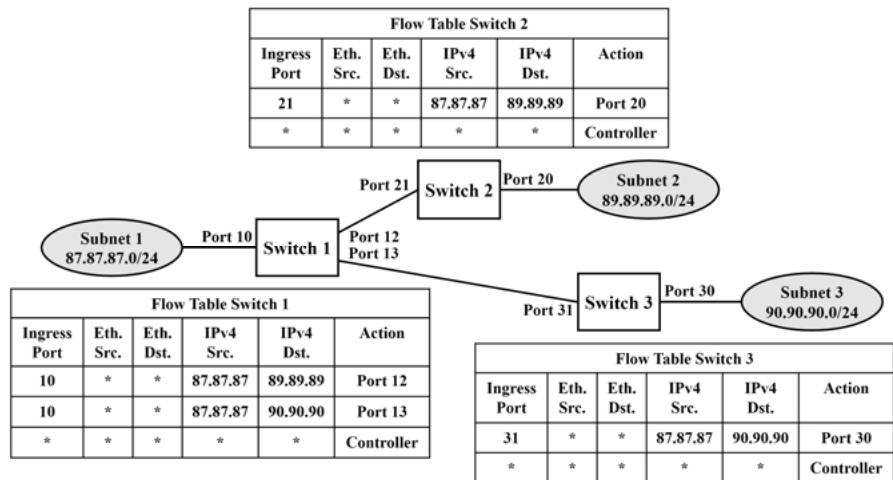 Flow Table Switch 2
Ingress Port Eth. Src. Eth. Dst. IPv4 Src. IPv4 Dst. Action
21 * * 87.87.87 89.89.89 Port 20
* * * * * Controller
Port 21
Switch 2
Port 20
Subnet 2
89.89.89.0/24
Subnet 1
87.87.87.0/24
Port 10
Switch 1
Port 12
Port 13
Port 31
Switch 3
Port 30
Subnet 3
90.90.90.0/24
Flow Table Switch 1
Ingress Port Eth. Src. Eth. Dst. IPv4 Src. IPv4 Dst. Action
10 * * 87.87.87 89.89.89 Port 12
10 * * 87.87.87 90.90.90 Port 13
* * * * * Controller
Flow Table Switch 3
Ingress Port Eth. Src. Eth. Dst. IPv4 Src. IPv4 Dst. Action
31 * * 87.87.87 90.90.90 Port 30
* * * * * Controller